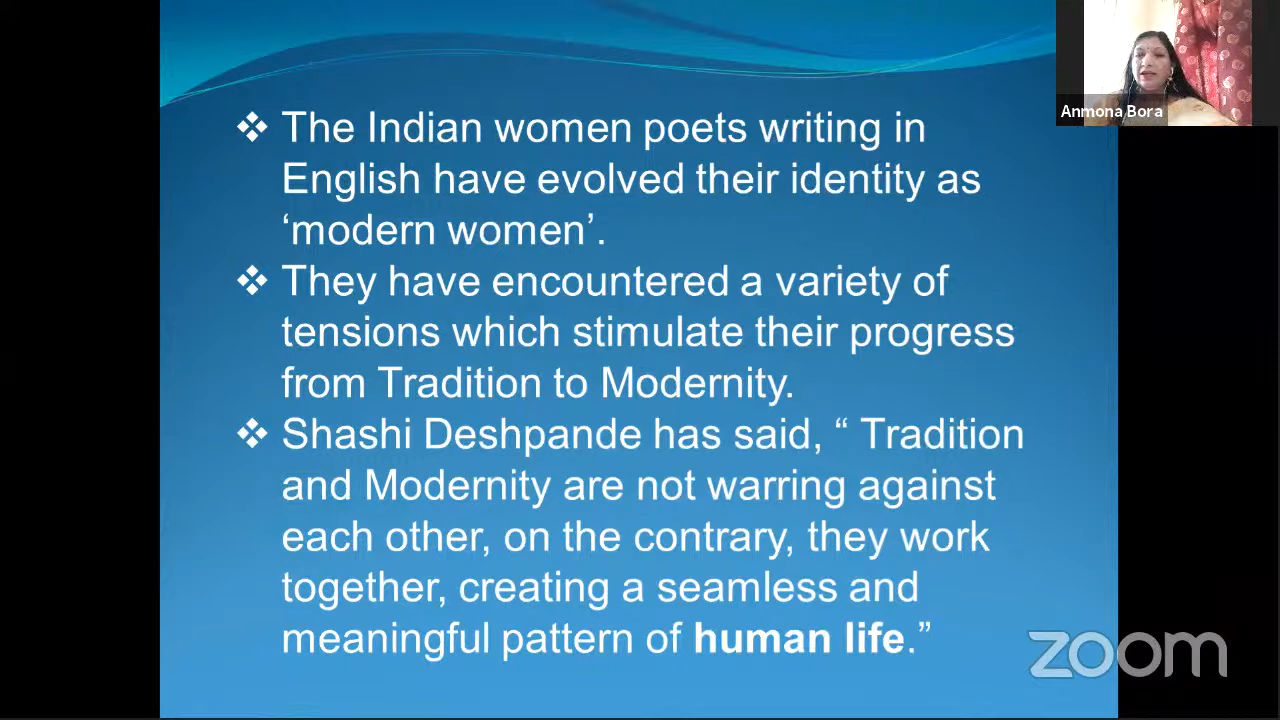 ❖ The Indian women poets writing in
English have evolved their identity as
‘modern women’.
❖ They have encountered a variety of
tensions which stimulate their progress
from Tradition to Modernity.
❖ Shashi Deshpande has said, “ Tradition
and Modernity are not warring against
each other, on the contrary, they work
together, creating a seamless and
meaningful pattern of human life.”
Anmona Bora
zoom